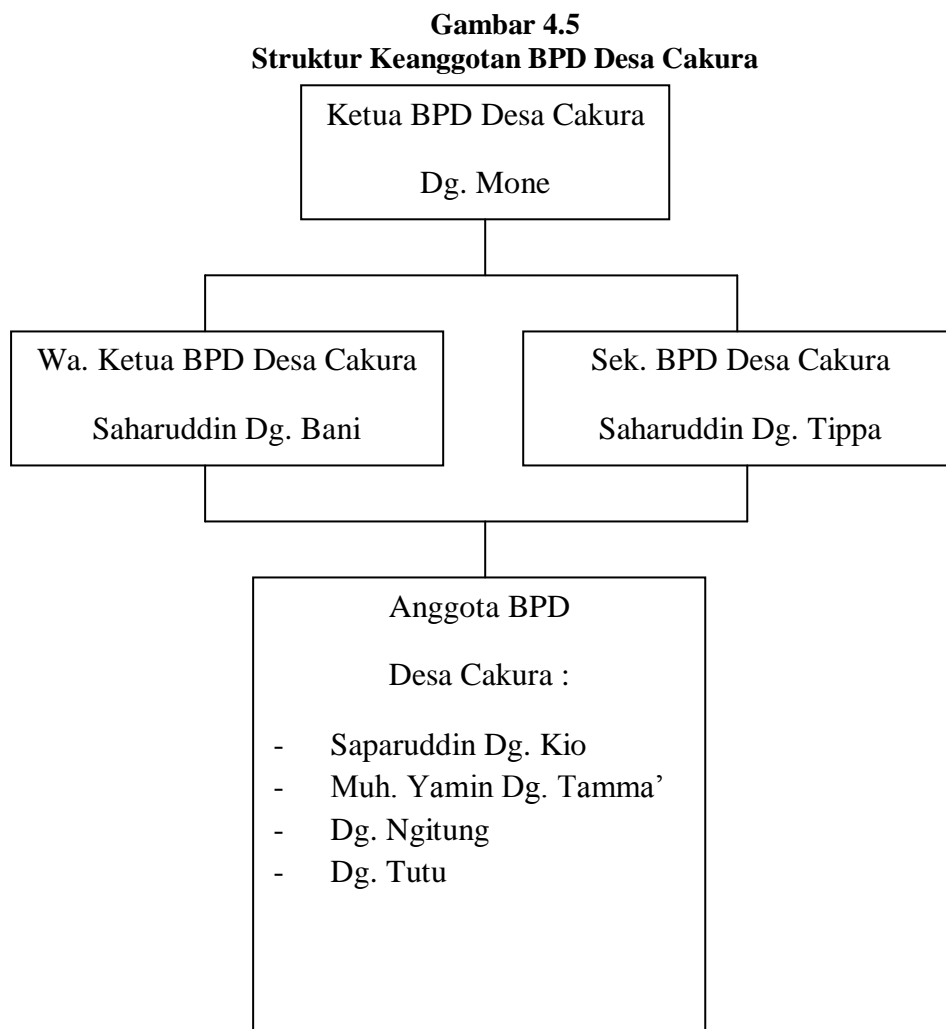 Gambar 4.5
Struktur Keanggotan BPD Desa Cakura
Ketua BPD Desa Cakura
Dg. Mone
Wa. Ketua BPD Desa Cakura
Saharuddin Dg. Bani
Sek. BPD Desa Cakura
Saharuddin Dg. Tippa
Anggota BPD
Desa Cakura :
- Saparuddin Dg. Kio
- Muh. Yamin Dg. Tamma’
- Dg. Ngitung
- Dg. Tutu